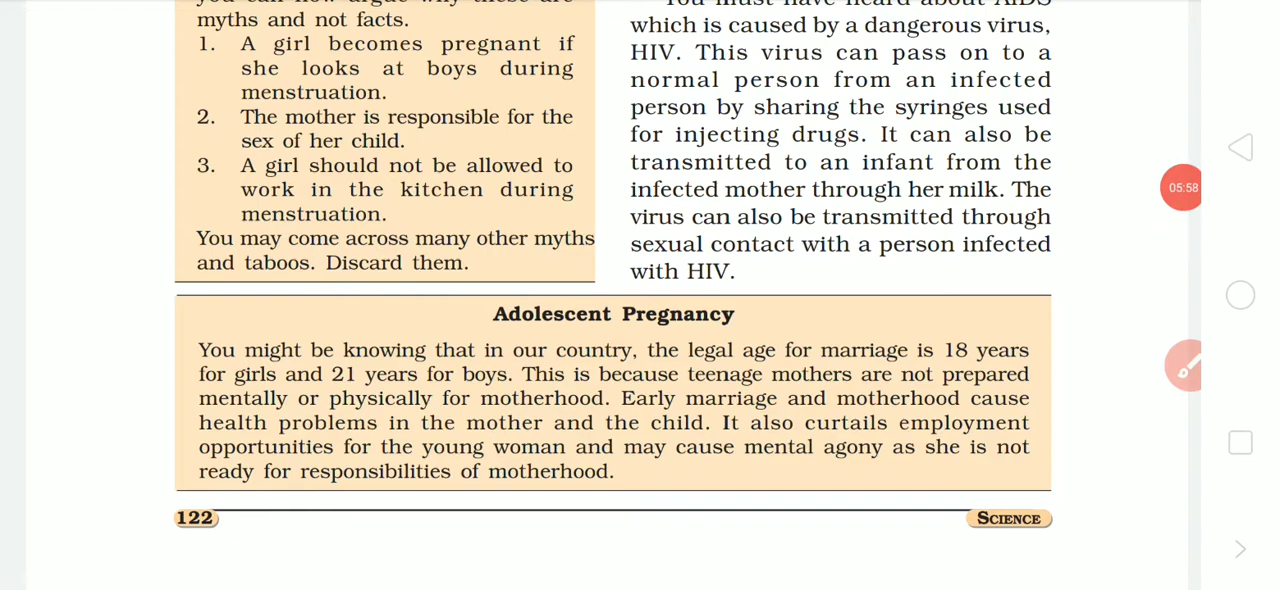 myths and not facts.
1. A girl becomes pregnant if
she looks at boys during
menstruation.
2. The mother is responsible for the
sex of her child.
3. A girl should not be allowed to
work in the kitchen during
menstruation.
You may come across many other myths
and taboos. Discard them.
You must have heard about AIDS
which is caused by a dangerous virus,
HIV. This virus can pass on to a
normal person from an infected
person by sharing the syringes used
for injecting drugs. It can also be
transmitted to an infant from the
infected mother through her milk. The
virus can also be transmitted through
sexual contact with a person infected
with HIV.
Adolescent Pregnancy
You might be knowing that in our country, the legal age for marriage is 18 years
for girls and 21 years for boys. This is because teenage mothers are not prepared
mentally or physically for motherhood. Early marriage and motherhood cause
health problems in the mother and the child. It also curtails employment
opportunities for the young woman and may cause mental agony as she is not
ready for responsibilities of motherhood.
122
SCIENCE
05:58